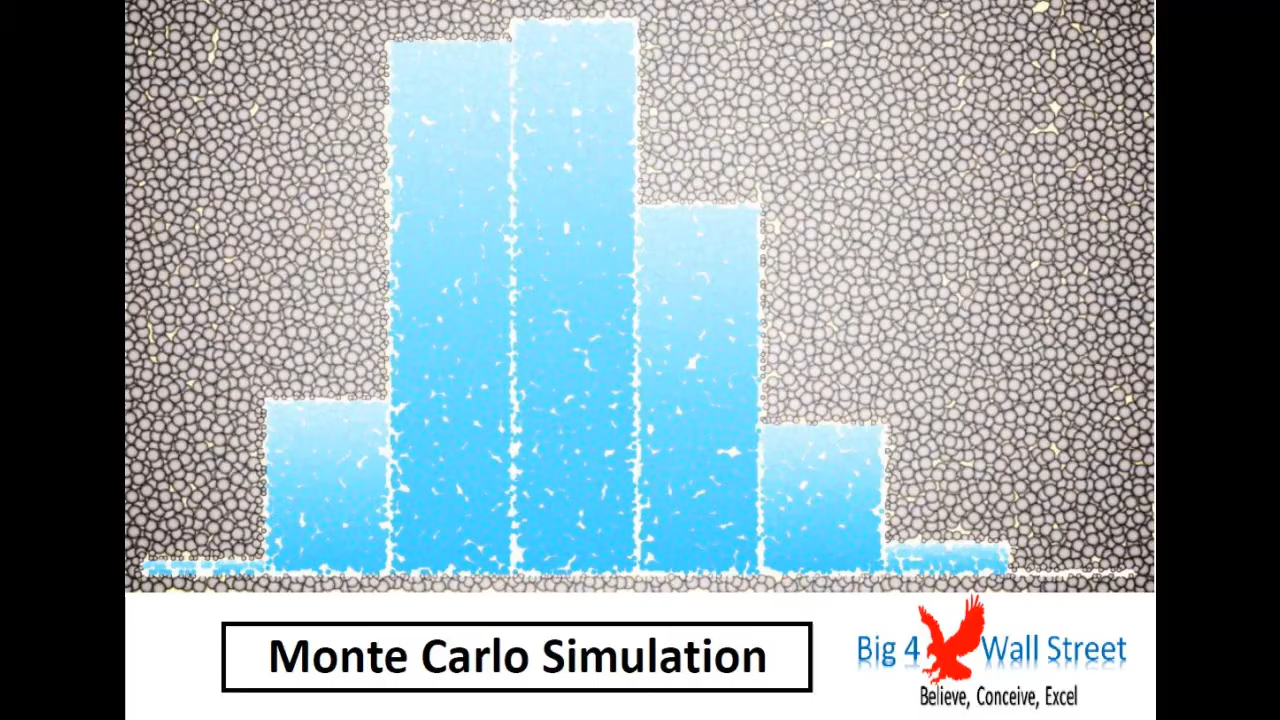 Monte Carlo Simulation
Big 4 Wall Street
Believe, Conceive, Excel